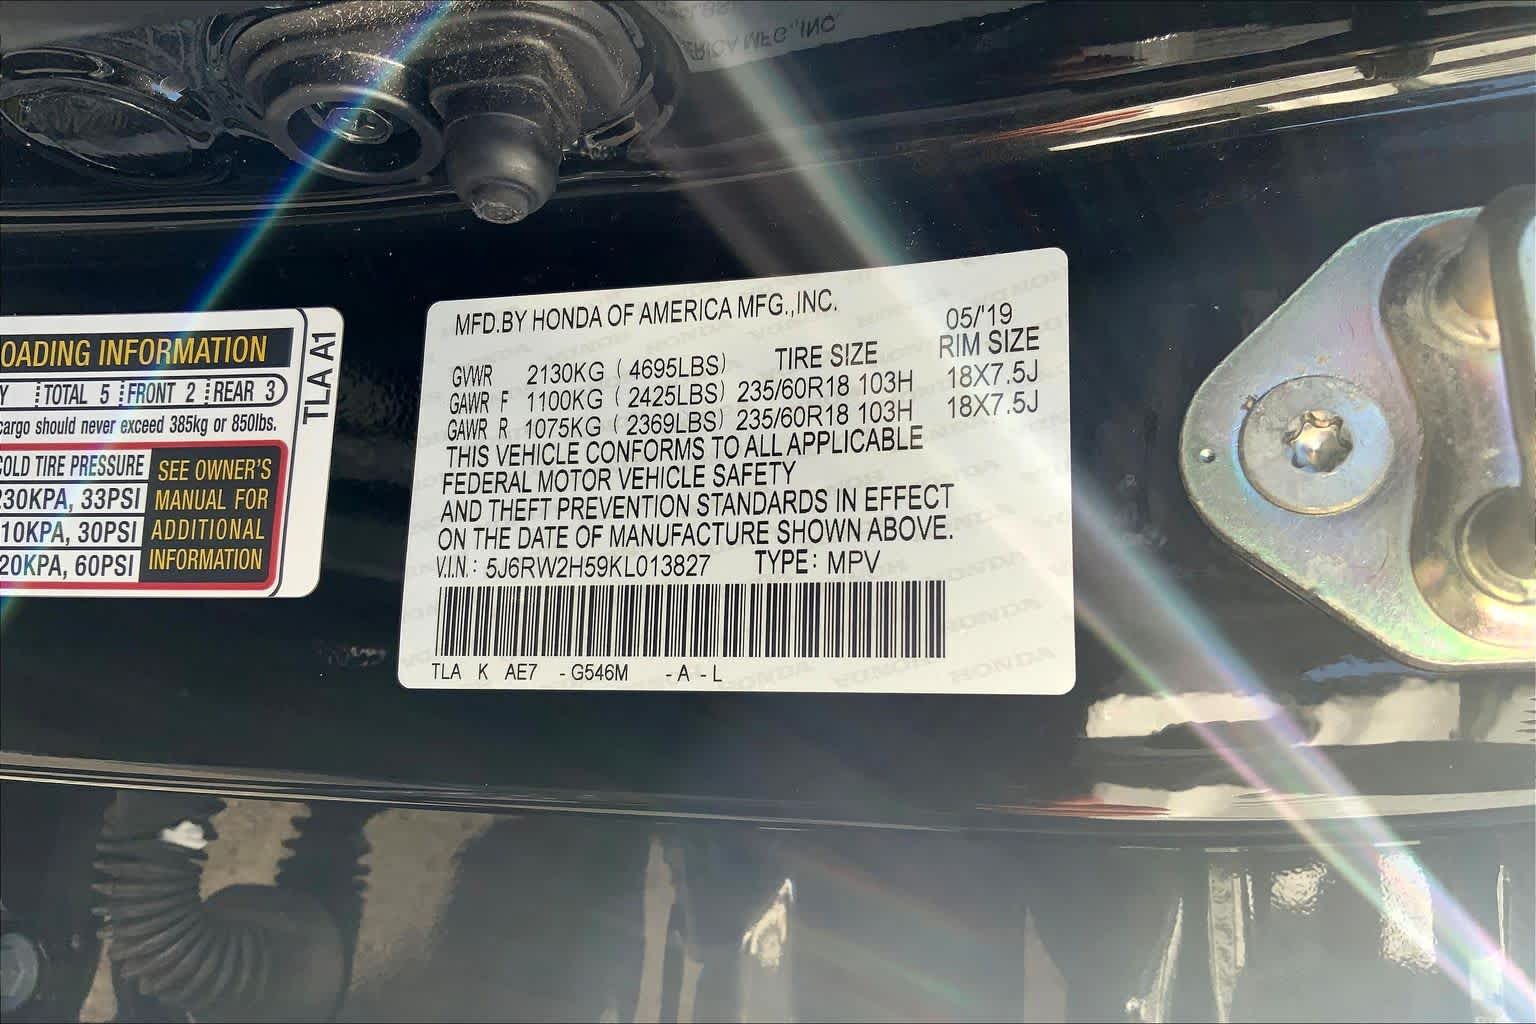 OADING INFORMATION
Y TOTAL 5 FRONT 2 REAR 3
cargo should never exceed 385kg or 850lbs.
COLD TIRE PRESSURE
230KPA, 33PSI
10KPA, 30PSI
20KPA, 60PSI
SEE OWNER'S
MANUAL FOR
ADDITIONAL
INFORMATION
TLA A1
MFD.BY HONDA OF AMERICA MFG.,INC.
05/'19
GVWR 2130KG ( 4695LBS) TIRE SIZE RIM SIZE
GAWR F 1100KG ( 2425LBS) 235/60R18 103H 18X7.5J
GAWR R 1075KG ( 2369LBS) 235/60R18 103H 18X7.5J
THIS VEHICLE CONFORMS TO ALL APPLICABLE
FEDERAL MOTOR VEHICLE SAFETY
AND THEFT PREVENTION STANDARDS IN EFFECT
ON THE DATE OF MANUFACTURE SHOWN ABOVE.
V.I.N.: 5J6RW2H59KL013827 TYPE: MPV
TLA K AE7 - G546M - A - L